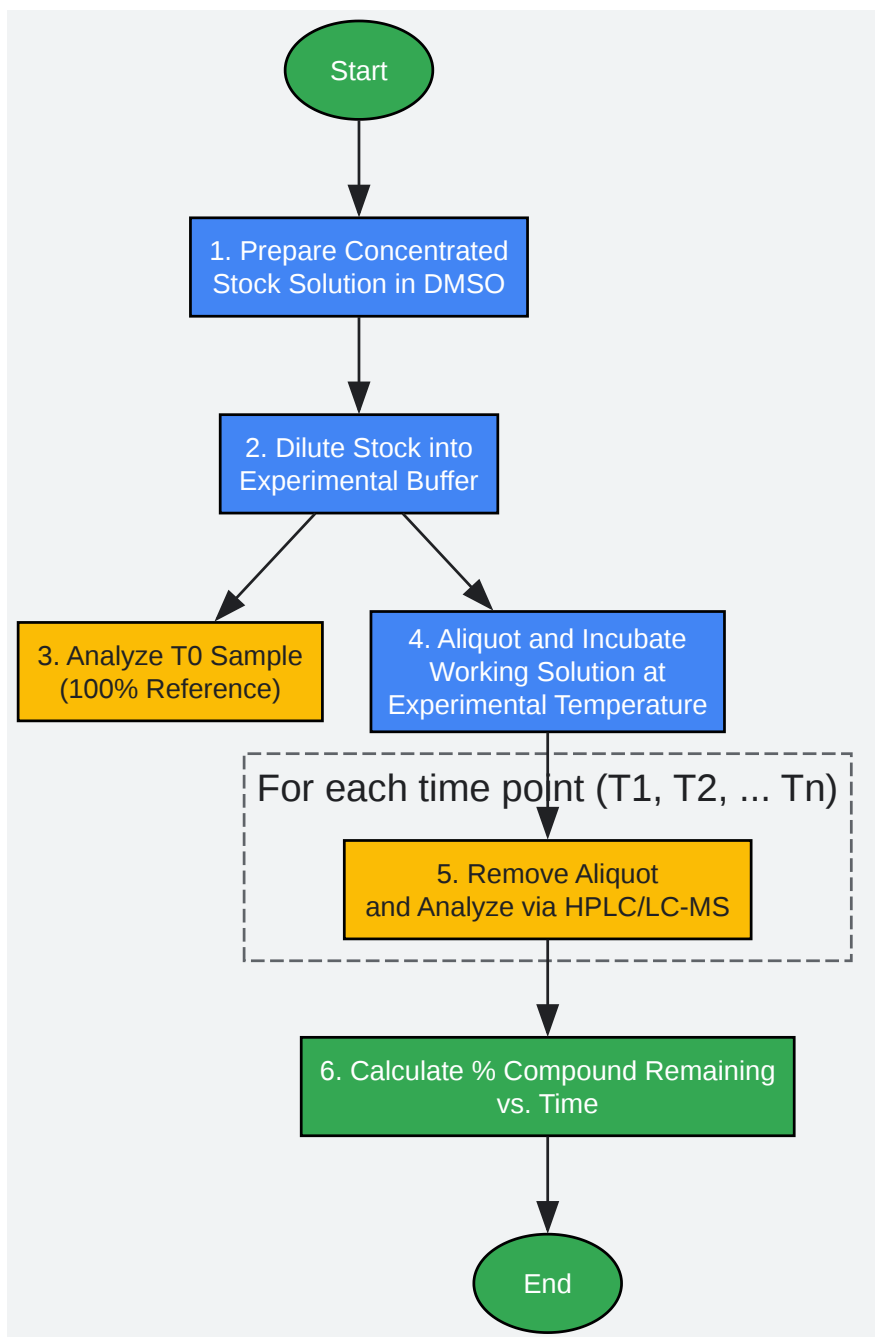 Start
1. Prepare Concentrated
Stock Solution in DMSO
2. Dilute Stock into
Experimental Buffer
3. Analyze T0 Sample
(100% Reference)
4. Aliquot and Incubate
Working Solution at
Experimental Temperature
For each time point (T1, T2, ... Tn)
5. Remove Aliquot
and Analyze via HPLC/LC-MS
6. Calculate % Compound Remaining
vs. Time
End